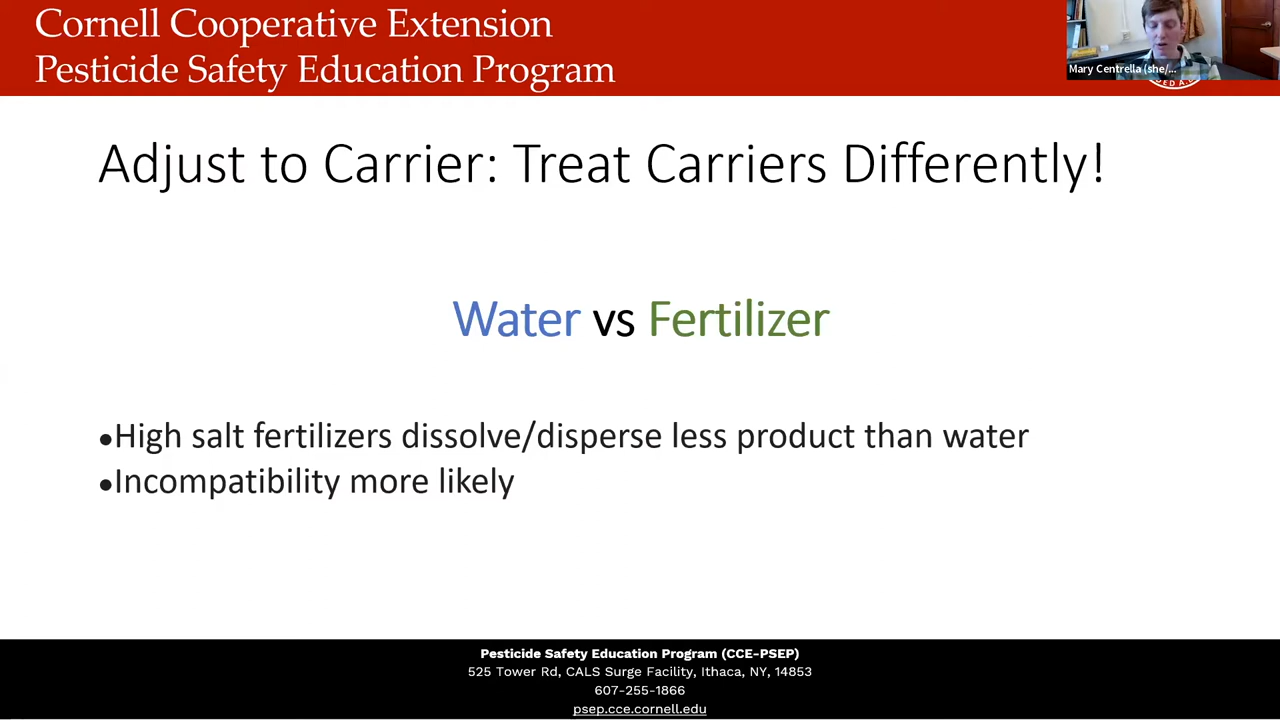 Cornell Cooperative Extension
Pesticide Safety Education Program
Mary Centrella (she/...
Adjust to Carrier: Treat Carriers Differently!
Water vs Fertilizer
•High salt fertilizers dissolve/disperse less product than water
•Incompatibility more likely
Pesticide Safety Education Program (CCE-PSEP)
525 Tower Rd, CALS Surge Facility, Ithaca, NY, 14853
607-255-1866
psep.cce.cornell.edu